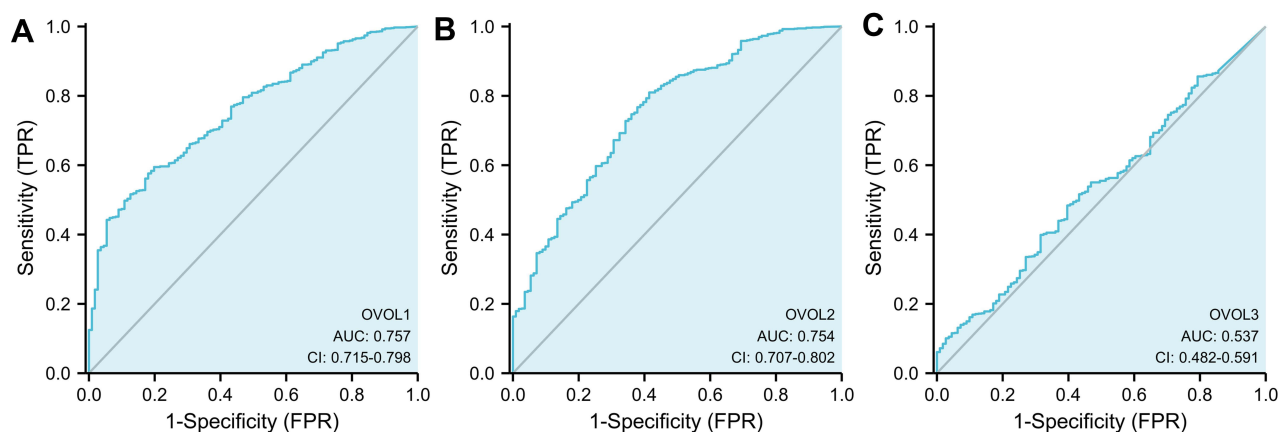 A
Sensitivity (TPR)
1.0
0.8
0.6
0.4
0.2
0.0
OVOL1
AUC: 0.757
CI: 0.715-0.798
0.0 0.2 0.4 0.6 0.8 1.0
1-Specificity (FPR)
B
Sensitivity (TPR)
1.0
0.8
0.6
0.4
0.2
0.0
OVOL2
AUC: 0.754
CI: 0.707-0.802
0.0 0.2 0.4 0.6 0.8 1.0
1-Specificity (FPR)
C
Sensitivity (TPR)
1.0
0.8
0.6
0.4
0.2
0.0
OVOL3
AUC: 0.537
CI: 0.482-0.591
0.0 0.2 0.4 0.6 0.8 1.0
1-Specificity (FPR)